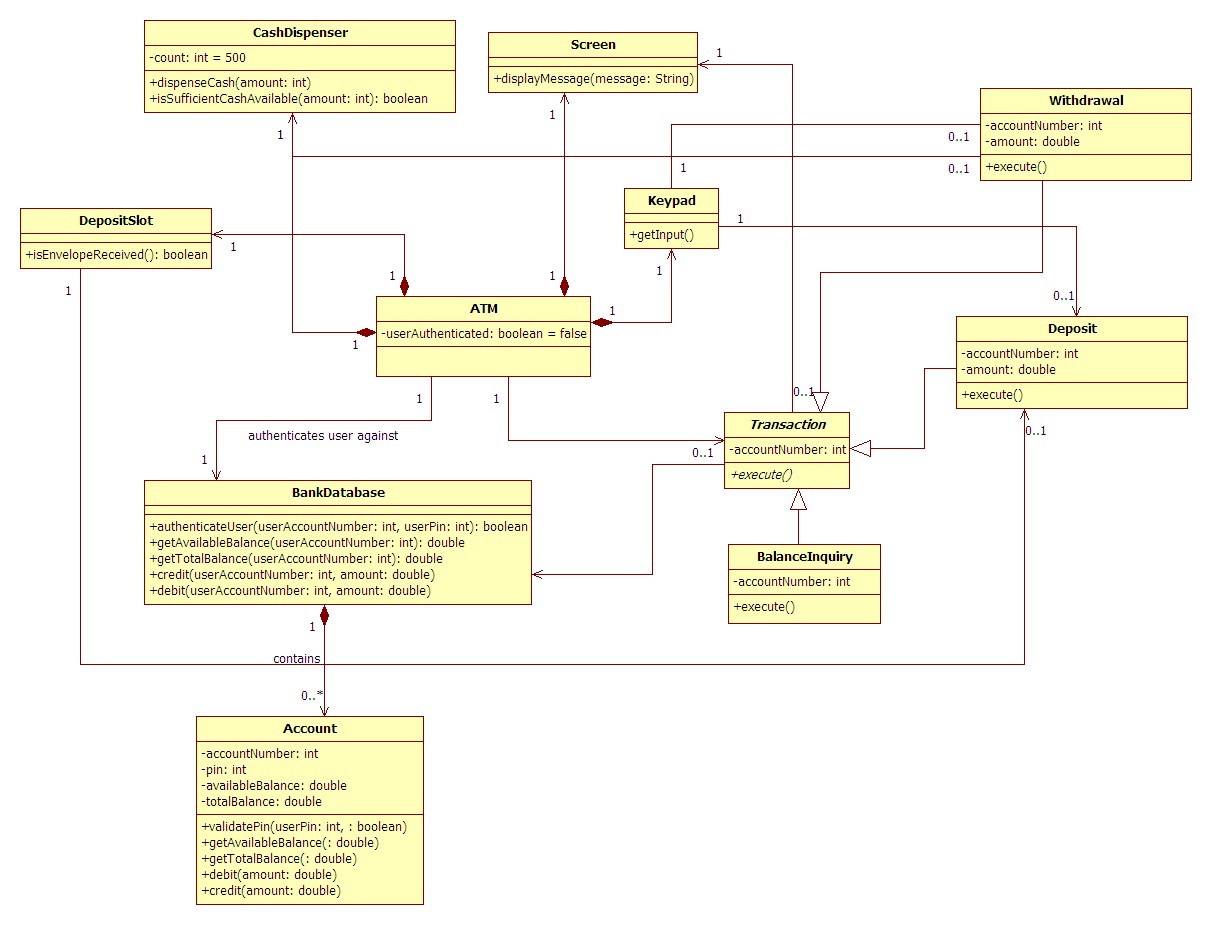 CashDispenser
-count: int = 500
+dispenseCash(amount: int)
+isSufficientCashAvailable(amount: int): boolean
1
Screen
+displayMessage(message: String)
1
1
Withdrawal
-accountNumber: int
-amount: double
+execute()
0..1
0..1
1
Keypad
+getInput()
1
1
DepositSlot
+isEnvelopeReceived(): boolean
1
1
ATM
-userAuthenticated: boolean = false
1
1
1
1
1
1
authenticates user against
1
0..1
Deposit
-accountNumber: int
-amount: double
+execute()
0..1
0..1
Transaction
-accountNumber: int
+execute()
0..1
BankDatabase
+authenticateUser(userAccountNumber: int, userPin: int): boolean
+getAvailableBalance(userAccountNumber: int): double
+getTotalBalance(userAccountNumber: int): double
+credit(userAccountNumber: int, amount: double)
+debit(userAccountNumber: int, amount: double)
BalanceInquiry
-accountNumber: int
+execute()
1
contains
0..*
Account
-accountNumber: int
-pin: int
-availableBalance: double
-totalBalance: double
+validatePin(userPin: int, : boolean)
+getAvailableBalance(: double)
+getTotalBalance(: double)
+debit(amount: double)
+credit(amount: double)